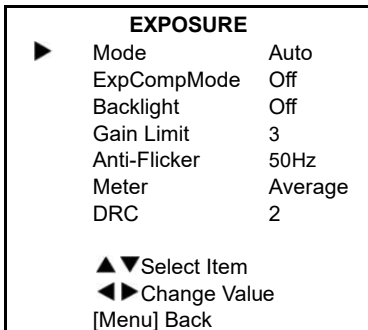 EXPOSURE
▶ Mode Auto
ExpCompMode Off
Backlight Off
Gain Limit 3
Anti-Flicker 50Hz
Meter Average
DRC 2
▲▼Select Item
◀▶Change Value
[Menu] Back